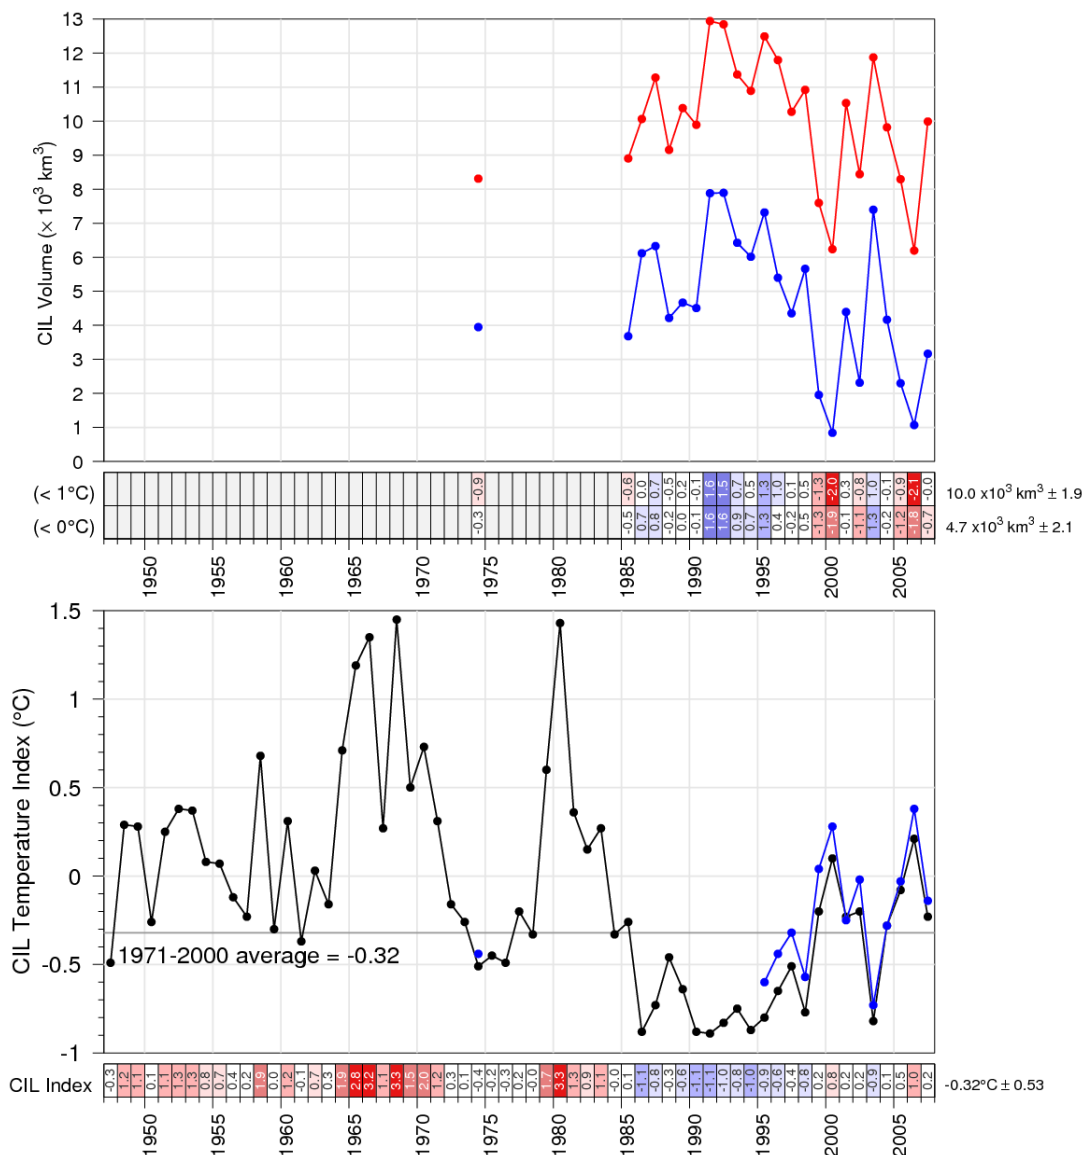 13
12
11
10
9
8
7
6
5
4
3
2
1
0
CIL Volume (× 10³ km³)
(< 1°C) -0.9 -0.6 0.0 0.7 -0.5 0.2 -0.1 1.6 1.5 0.7 0.5 1.3 1.0 0.1 0.5 -1.3 -2.0 0.3 -0.8 1.0 -0.1 -0.9 -2.1 -0.0 10.0 x10³ km³ ± 1.9
(< 0°C) -0.3 -0.5 0.7 0.8 -0.2 0.0 -0.1 1.6 1.6 0.9 0.7 1.3 0.4 -0.2 0.5 -1.3 -1.9 -0.1 -1.1 1.3 -0.2 -1.2 -1.8 -0.7 4.7 x10³ km³ ± 2.1
1950 1955 1960 1965 1970 1975 1980 1985 1990 1995 2000 2005
1.5
1
0.5
0
-0.5
-1
CIL Temperature Index (°C)
1971-2000 average = -0.32
CIL Index -0.3 1.2 1.1 0.1 1.1 1.3 1.3 0.8 0.7 0.4 0.2 1.9 0.0 1.2 -0.1 0.7 0.3 1.9 2.8 3.2 1.1 3.3 1.5 2.0 1.2 0.3 0.1 -0.4 -0.2 -0.3 0.2 -0.0 1.7 3.3 1.3 0.9 1.1 -0.0 0.1 -1.1 -0.8 -0.3 -0.6 -1.1 -1.1 -1.0 -0.8 -1.0 -0.9 -0.6 -0.4 -0.8 0.2 0.8 0.2 0.2 -0.9 0.1 0.5 1.0 0.2 -0.32°C ± 0.53
1950 1955 1960 1965 1970 1975 1980 1985 1990 1995 2000 2005